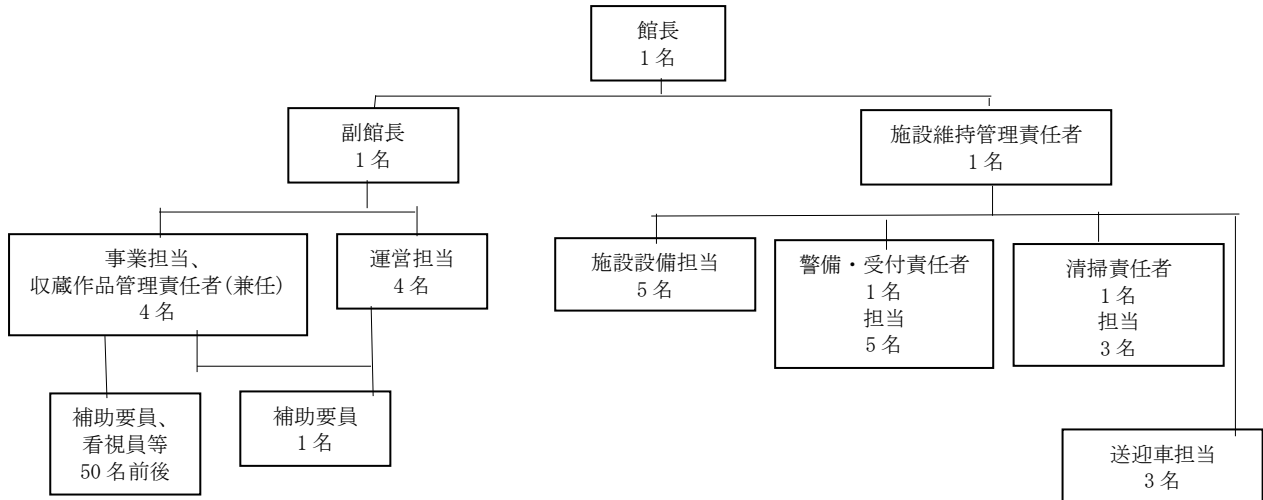 館長
1 名
副館長
1 名
施設維持管理責任者
1 名
事業担当、
収蔵作品管理責任者(兼任)
4 名
運営担当
4 名
施設設備担当
5 名
警備・受付責任者
1 名
担当
5 名
清掃責任者
1 名
担当
3 名
補助要員、
看視員等
50 名前後
補助要員
1 名
送迎車担当
3 名